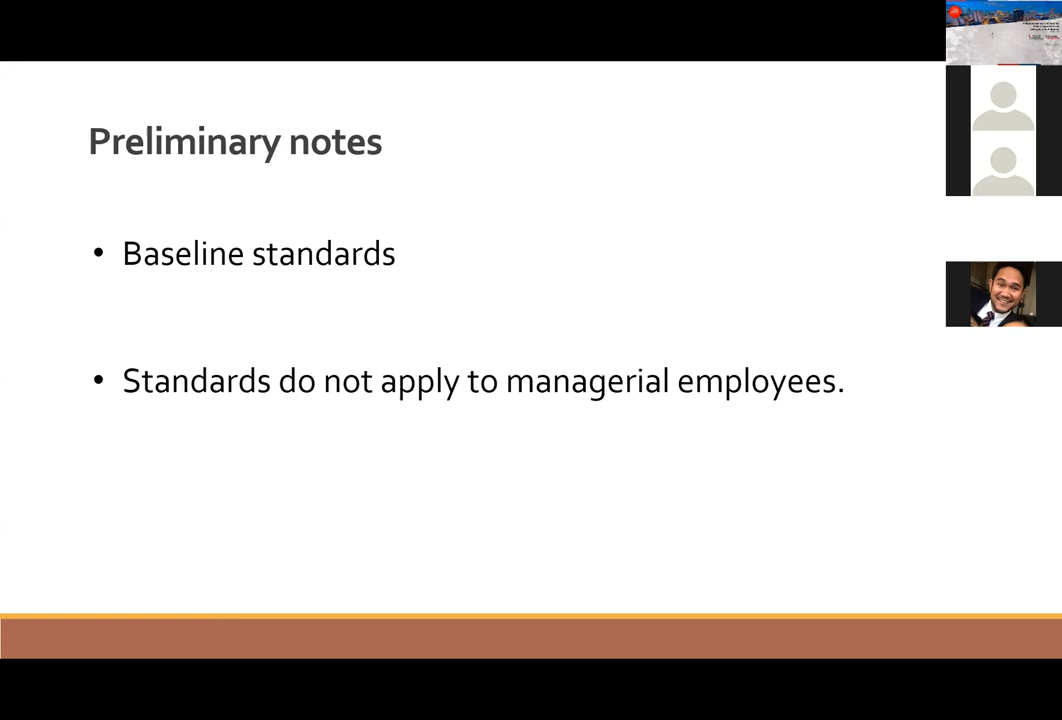 Preliminary notes
• Baseline standards
• Standards do not apply to managerial employees.